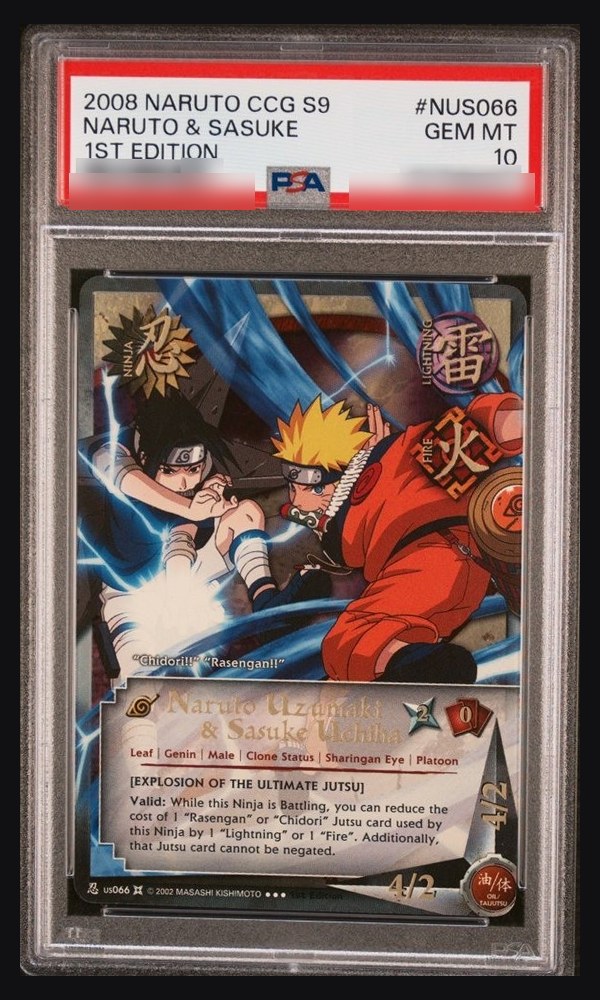 2008 NARUTO CCG S9 #NUS066
NARUTO & SASUKE GEM MT
1ST EDITION 10
PSA
NINJA
忍
LIGHTNING
雷
FIRE
火
"Chidori!!" "Rasengan!!"
Naruto Uzumaki
& Sasuke Uchiha
2 0
Leaf | Genin | Male | Clone Status | Sharingan Eye | Platoon
[EXPLOSION OF THE ULTIMATE JUTSU]
Valid: While this Ninja is Battling, you can reduce the
cost of 1 "Rasengan" or "Chidori" Jutsu card used by
this Ninja by 1 "Lightning" or 1 "Fire". Additionally,
that Jutsu card cannot be negated.
4/2
4/2
油/体
OIL/
TAIJUTSU
忍 US066 © 2002 MASASHI KISHIMOTO 1st Edition
PSA